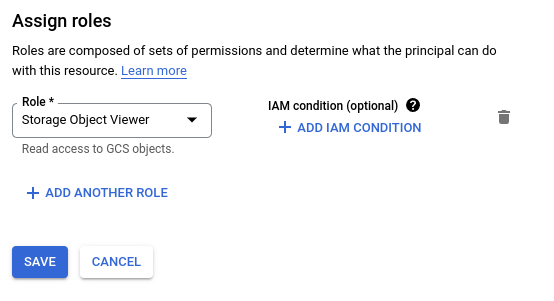 Assign roles
Roles are composed of sets of permissions and determine what the principal can do
with this resource. Learn more
Role *
Storage Object Viewer
Read access to GCS objects.
IAM condition (optional)
ADD IAM CONDITION
ADD ANOTHER ROLE
SAVE
CANCEL